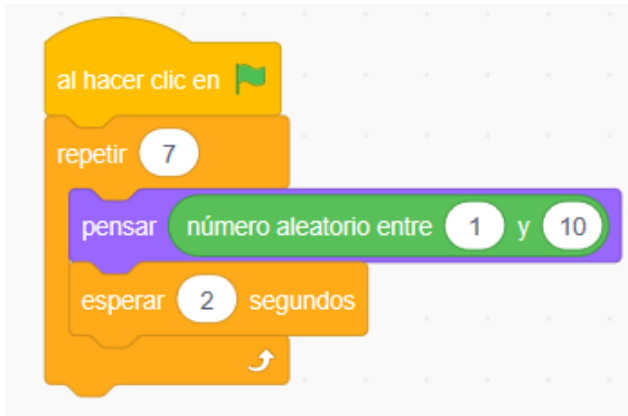 al hacer clic en
repetir 7
pensar número aleatorio entre 1 y 10
esperar 2 segundos